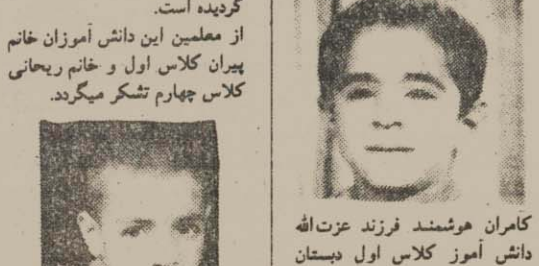 کامران هوشمند فرزند عزت‌الله
دانش آموز کلاس اول دبستان
گردیده است.
از معلمین این دانش آموزان خانم
پیران کلاس اول و خانم ریحانی
کلاس چهارم تشکر میگردد.